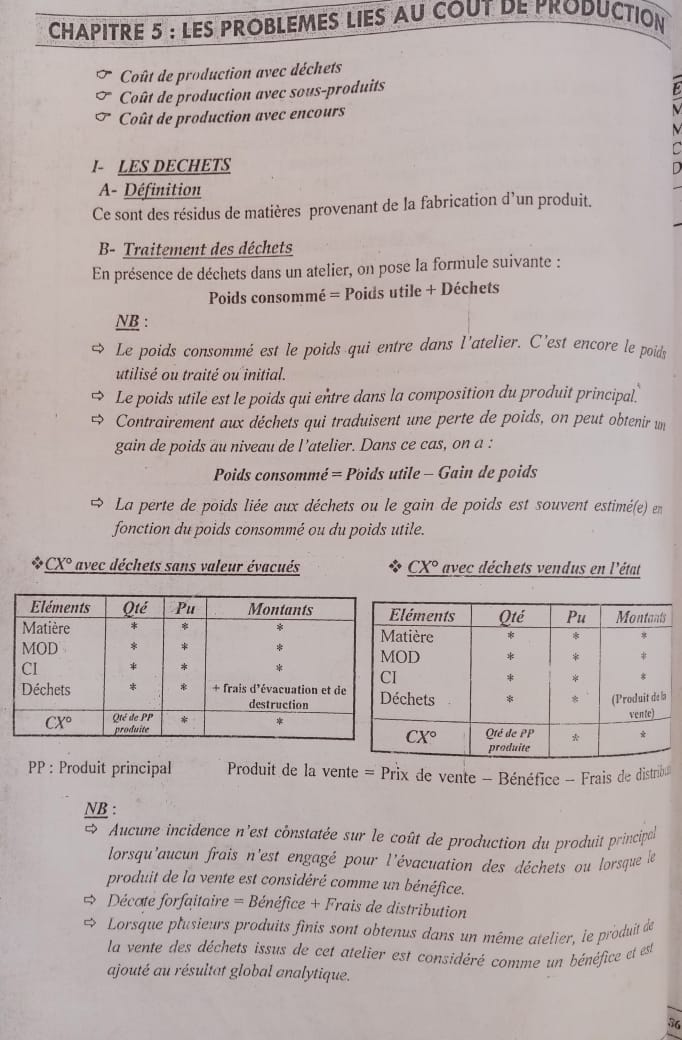 CHAPITRE 5 : LES PROBLEMES LIES AU COUT DE PRODUCTION
☞ Coût de production avec déchets
☞ Coût de production avec sous-produits
☞ Coût de production avec encours
I- LES DECHETS
A- Définition
Ce sont des résidus de matières provenant de la fabrication d'un produit.
B- Traitement des déchets
En présence de déchets dans un atelier, on pose la formule suivante :
Poids consommé = Poids utile + Déchets
NB :
⇨ Le poids consommé est le poids qui entre dans l'atelier. C'est encore le poids
utilisé ou traité ou initial.
⇨ Le poids utile est le poids qui entre dans la composition du produit principal.
⇨ Contrairement aux déchets qui traduisent une perte de poids, on peut obtenir un
gain de poids au niveau de l'atelier. Dans ce cas, on a :
Poids consommé = Poids utile – Gain de poids
⇨ La perte de poids liée aux déchets ou le gain de poids est souvent estimé(e) en
fonction du poids consommé ou du poids utile.
❖ CX° avec déchets sans valeur évacués
Eléments Qté Pu Montants
Matière * * *
MOD * * *
CI * * *
Déchets * * + frais d'évacuation et de
destruction
CX° Qté de PP
produite * *
❖ CX° avec déchets vendus en l'état
Eléments Qté Pu Montants
Matière * * *
MOD * * *
CI * * *
Déchets * * (Produit de la
vente)
CX° Qté de PP
produite * *
PP : Produit principal Produit de la vente = Prix de vente – Bénéfice – Frais de distribu
NB :
⇨ Aucune incidence n'est constatée sur le coût de production du produit principal
lorsqu'aucun frais n'est engagé pour l'évacuation des déchets ou lorsque le
produit de la vente est considéré comme un bénéfice.
⇨ Décote forfaitaire = Bénéfice + Frais de distribution
⇨ Lorsque plusieurs produits finis sont obtenus dans un même atelier, le produit de
la vente des déchets issus de cet atelier est considéré comme un bénéfice et est
ajouté au résultat global analytique.
36
E
M
M
C
D